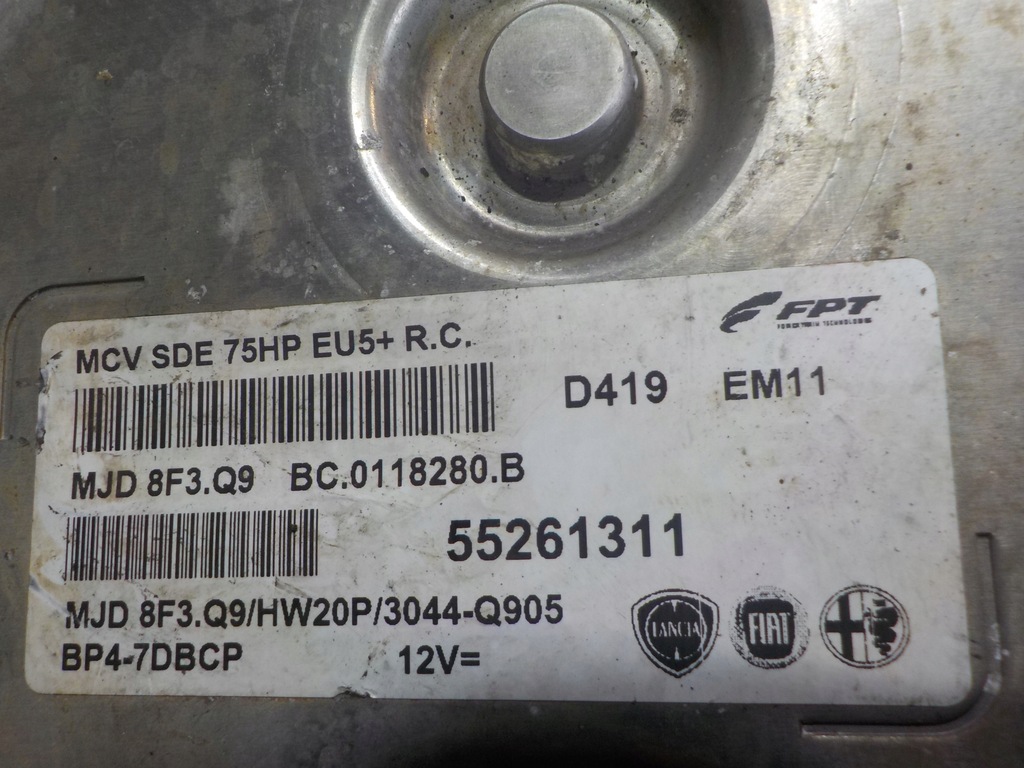 FPT
MCV SDE 75HP EU5+ R.C.
D419 EM11
MJD 8F3.Q9 BC.0118280.B
55261311
MJD 8F3.Q9/HW20P/3044-Q905
BP4-7DBCP 12V=
LANCIA FIAT